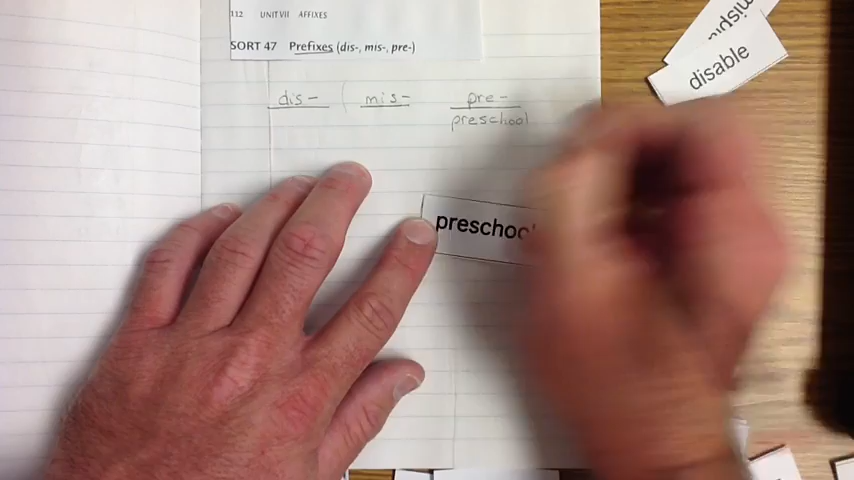 112 UNIT VII AFFIXES
SORT 47 Prefixes (dis-, mis-, pre-)
dis- mis- pre-
preschool
disable
preschool